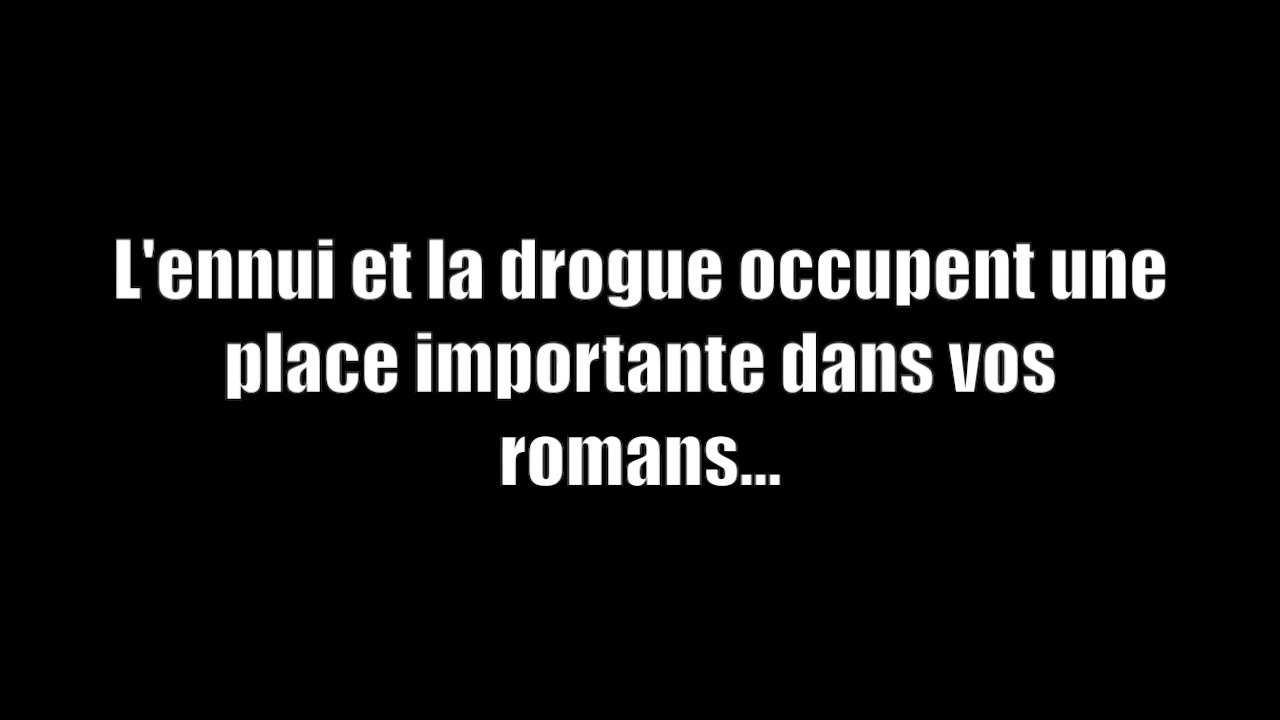 L'ennui et la drogue occupent une
place importante dans vos
romans...